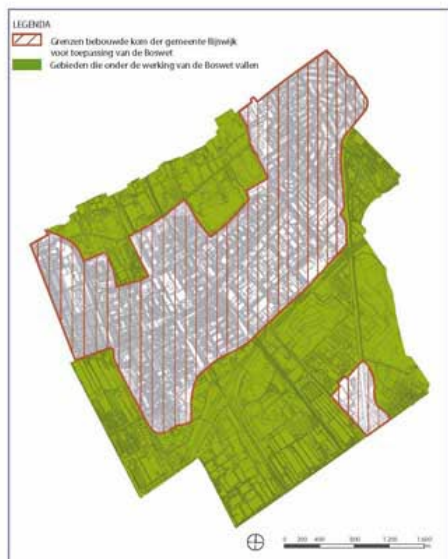 LEGENDA
Grenzen bebouwde kom der gemeente Rijswijk
voor toepassing van de Boswet
Gebieden die onder de werking van de Boswet vallen
0 200 400 800 1.200 1.600